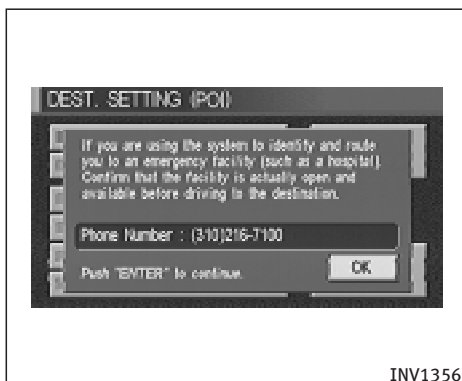 DEST. SETTING (POI)
If you are using the system to identify and route
you to an emergency facility (such as a hospital).
Confirm that the facility is actually open and
available before driving to the destination.
Phone Number : (310)216-7100
Push "ENTER" to continue.
OK
INV1356